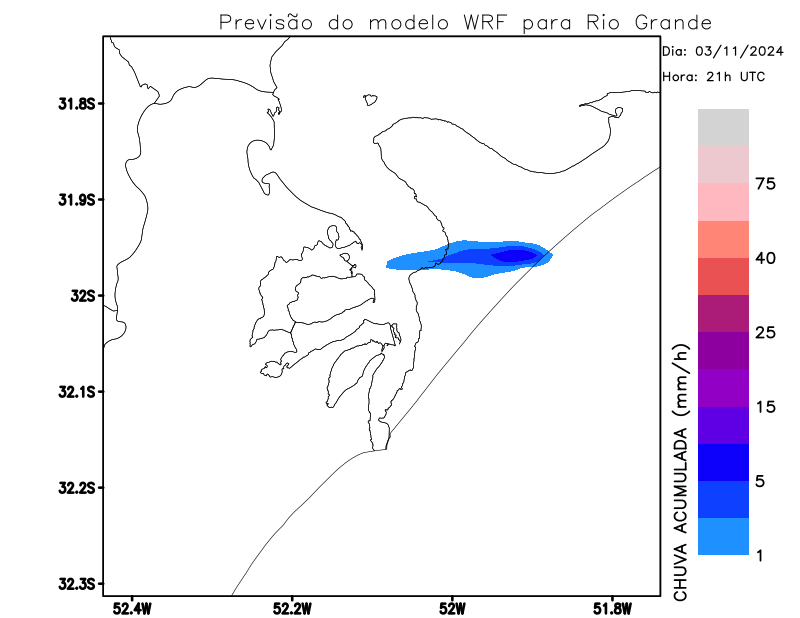 Previsão do modelo WRF para Rio Grande
Dia: 03/11/2024
Hora: 21h UTC
31.8S
31.9S
32S
32.1S
32.2S
32.3S
52.4W
52.2W
52W
51.8W
75
40
25
15
5
1
CHUVA ACUMULADA (mm/h)